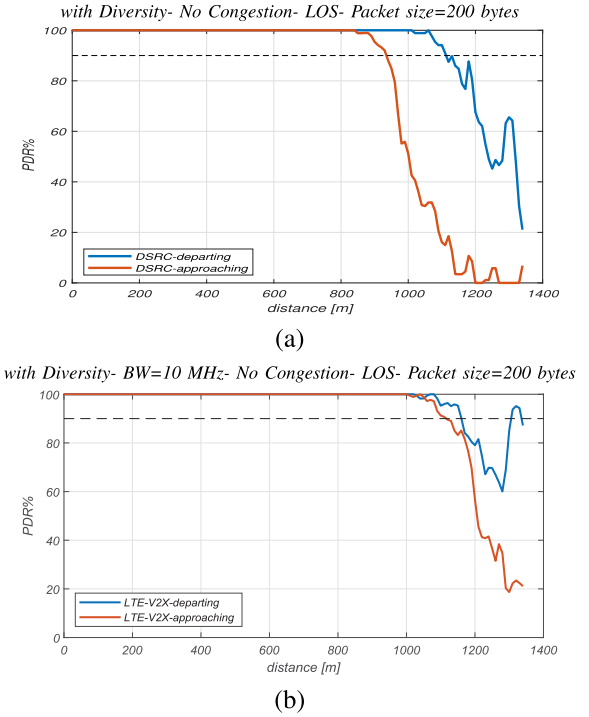 with Diversity- No Congestion- LOS- Packet size=200 bytes
100
80
60
40
20
0
PDR%
DSRC-departing
DSRC-approaching
0 200 400 600 800 1000 1200 1400
distance [m]
(a)
with Diversity- BW=10 MHz- No Congestion- LOS- Packet size=200 bytes
100
80
60
40
20
0
PDR%
LTE-V2X-departing
LTE-V2X-approaching
0 200 400 600 800 1000 1200 1400
distance [m]
(b)